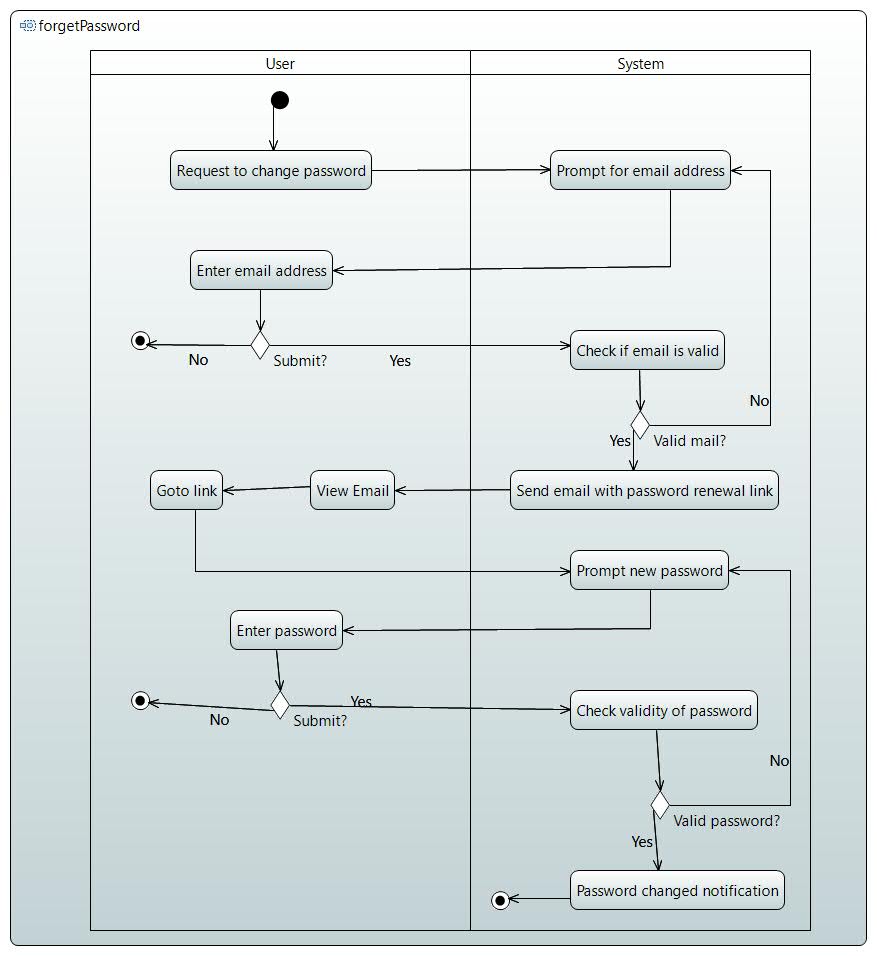 forgetPassword
User
System
Request to change password
Prompt for email address
Enter email address
No
Submit?
Yes
Check if email is valid
No
Yes
Valid mail?
Goto link
View Email
Send email with password renewal link
Prompt new password
Enter password
Yes
No
Submit?
Check validity of password
No
Valid password?
Yes
Password changed notification